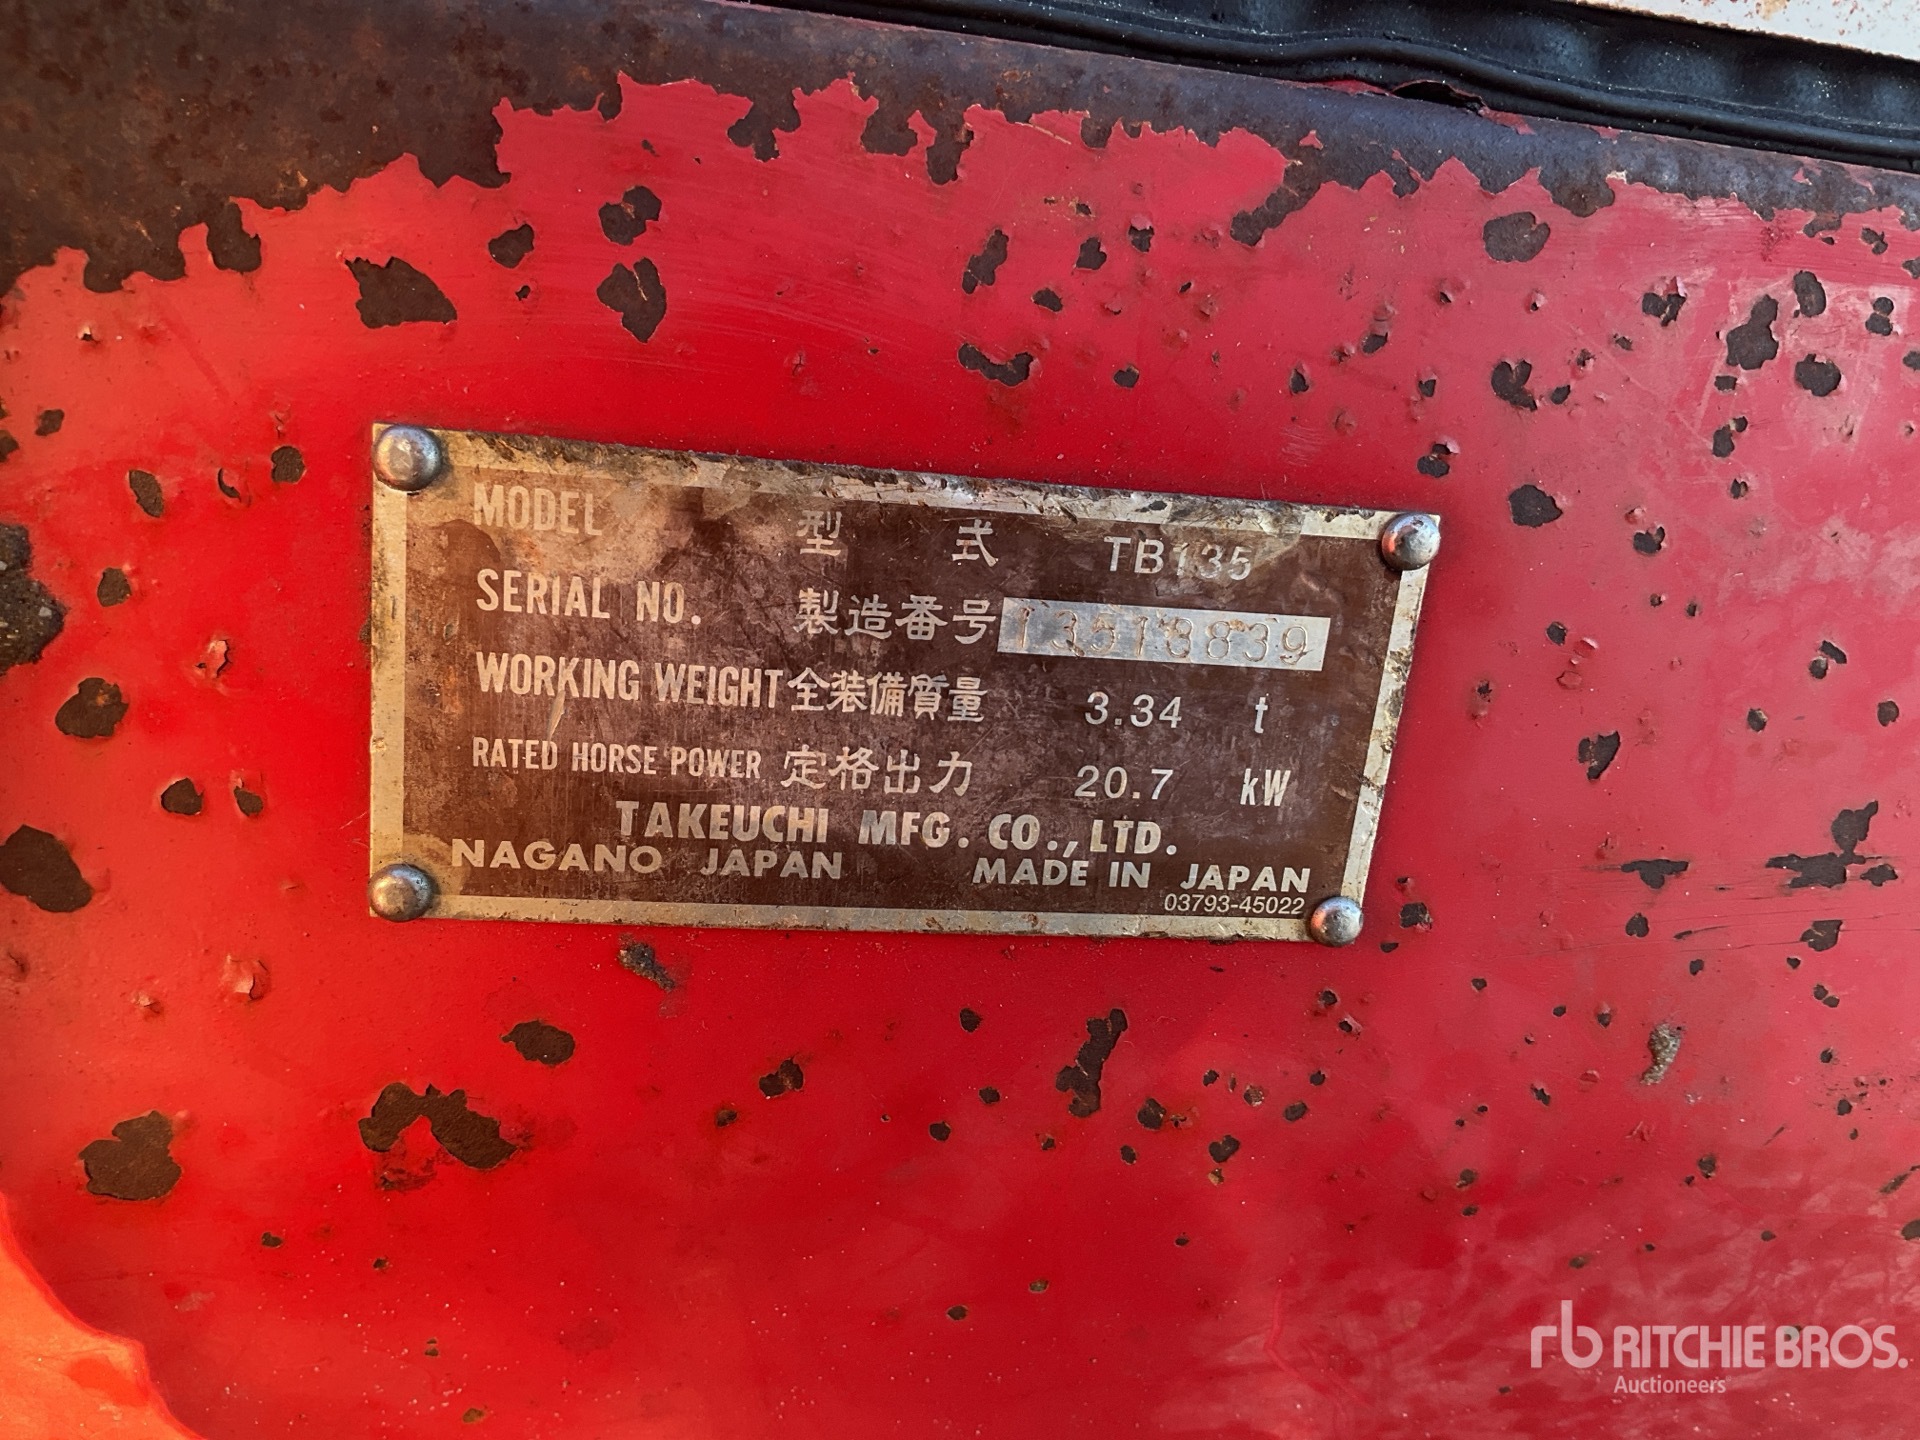 MODEL 型 式 TB135
SERIAL NO. 製造番号 13518839
WORKING WEIGHT 全装備質量 3.34 t
RATED HORSE POWER 定格出力 20.7 kW
TAKEUCHI MFG. CO., LTD.
NAGANO JAPAN MADE IN JAPAN
03793-45022
rb RITCHIE BROS.
Auctioneers